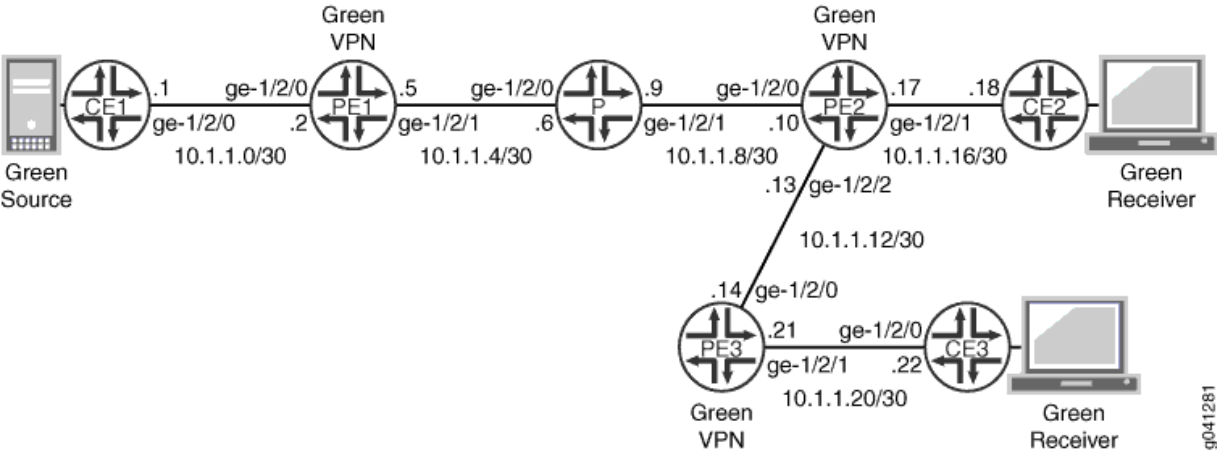 Green
VPN
Green
VPN
.1
ge-1/2/0
.5
ge-1/2/0
.9
ge-1/2/0
.17
.18
CE1
PE1
P
PE2
CE2
ge-1/2/0
.2
ge-1/2/1
.6
ge-1/2/1
.10
ge-1/2/1
10.1.1.0/30
10.1.1.4/30
10.1.1.8/30
10.1.1.16/30
Green
Source
Green
Receiver
.13
ge-1/2/2
10.1.1.12/30
.14
ge-1/2/0
.21
ge-1/2/0
PE3
CE3
ge-1/2/1
.22
10.1.1.20/30
Green
VPN
Green
Receiver
g041281